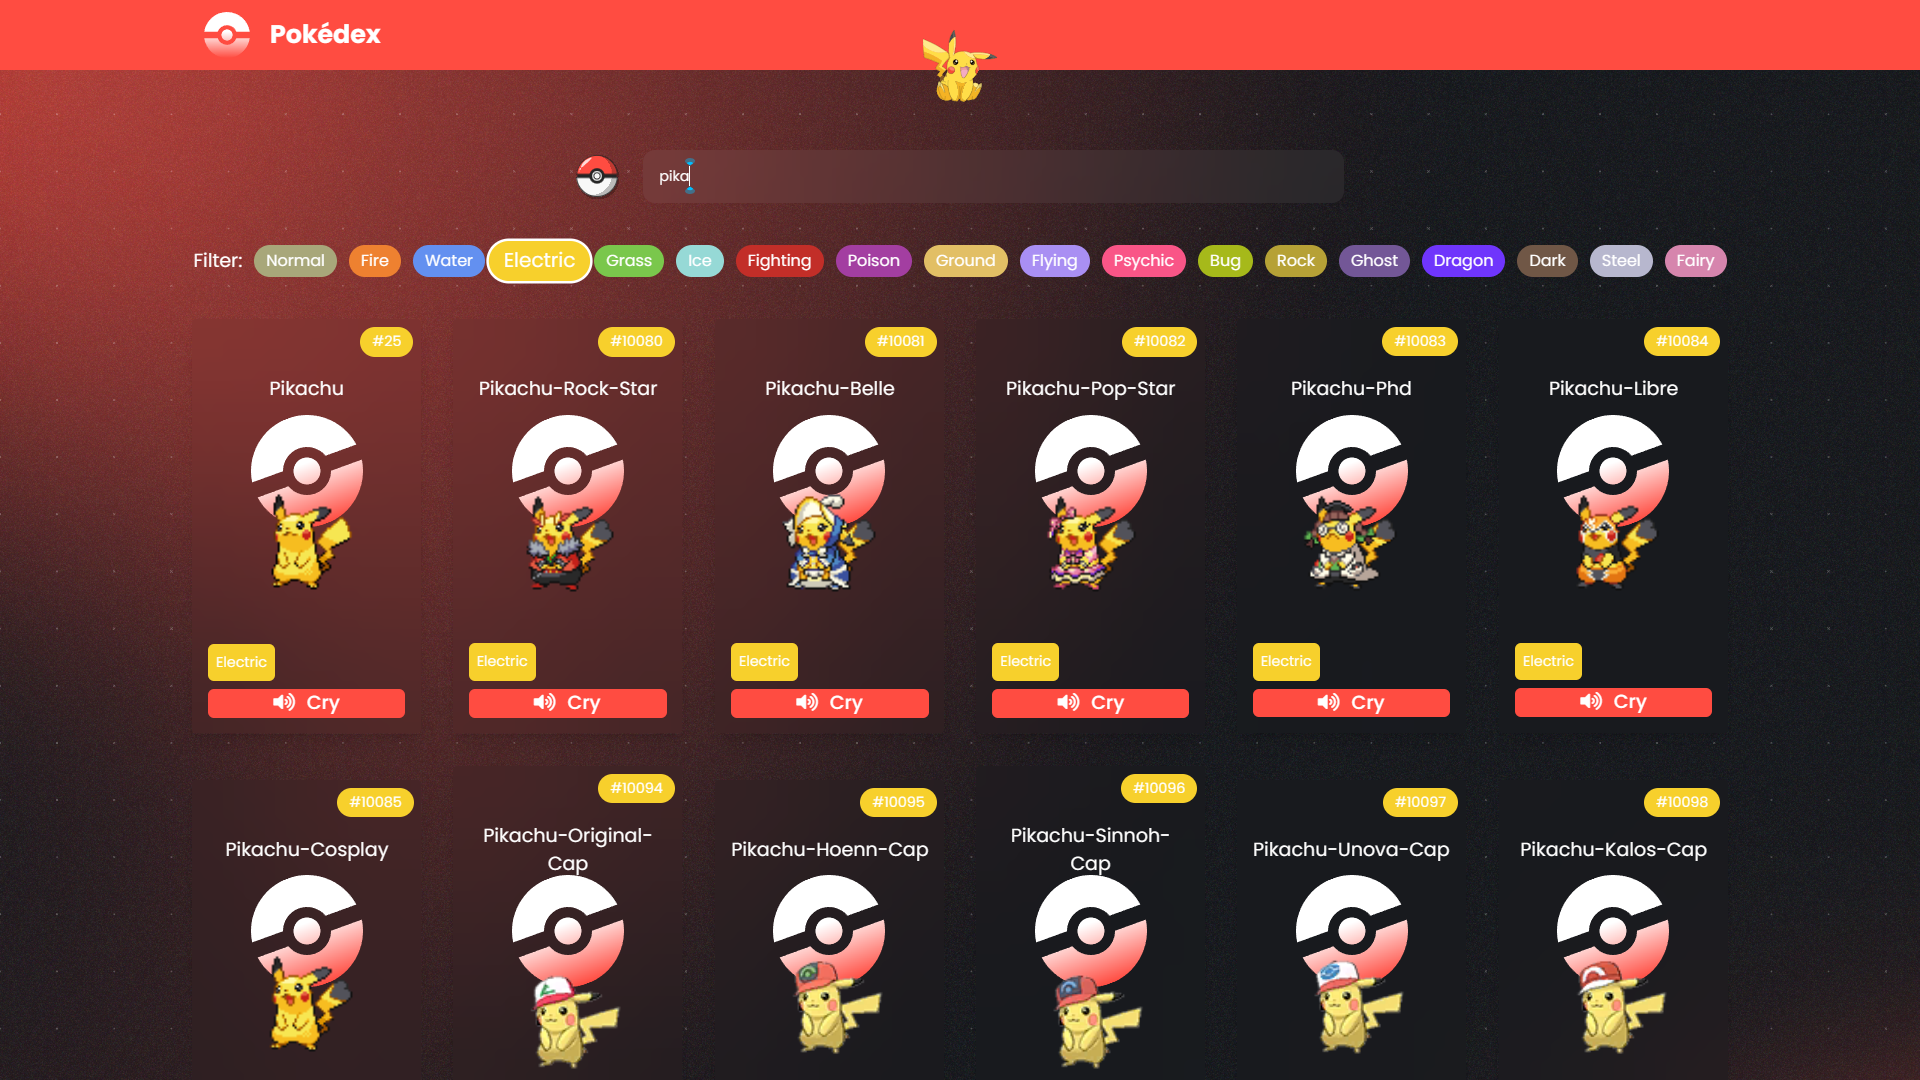 Pokédex
pika
Filter: Normal Fire Water Electric Grass Ice Fighting Poison Ground Flying Psychic Bug Rock Ghost Dragon Dark Steel Fairy
#25 #10080 #10081 #10082 #10083 #10084
Pikachu Pikachu-Rock-Star Pikachu-Belle Pikachu-Pop-Star Pikachu-Phd Pikachu-Libre
Electric Electric Electric Electric Electric Electric
Cry Cry Cry Cry Cry Cry
#10085 #10094 #10095 #10096 #10097 #10098
Pikachu-Cosplay
Pikachu-Original-
Cap
Pikachu-Hoenn-Cap
Pikachu-Sinnoh-
Cap
Pikachu-Unova-Cap
Pikachu-Kalos-Cap